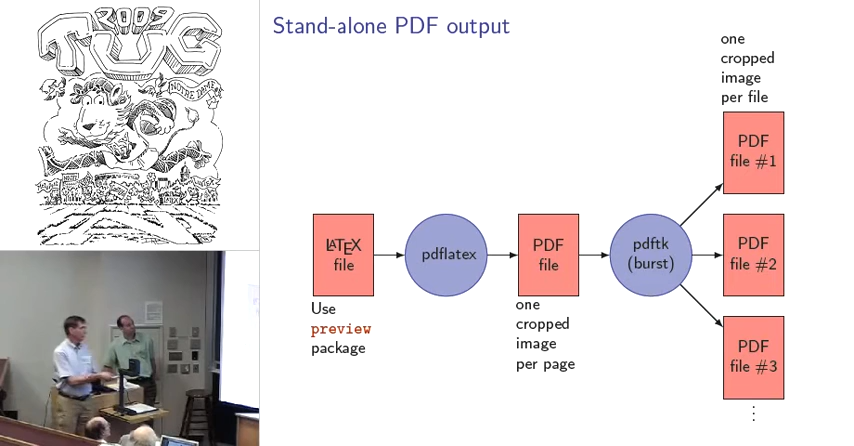 2009
TUG
NOTRE DAME
Stand-alone PDF output
one
cropped
image
per file
PDF
file #1
LATEX
file
pdflatex
PDF
file
pdftk
(burst)
PDF
file #2
Use
preview
package
one
cropped
image
per page
PDF
file #3
⋮